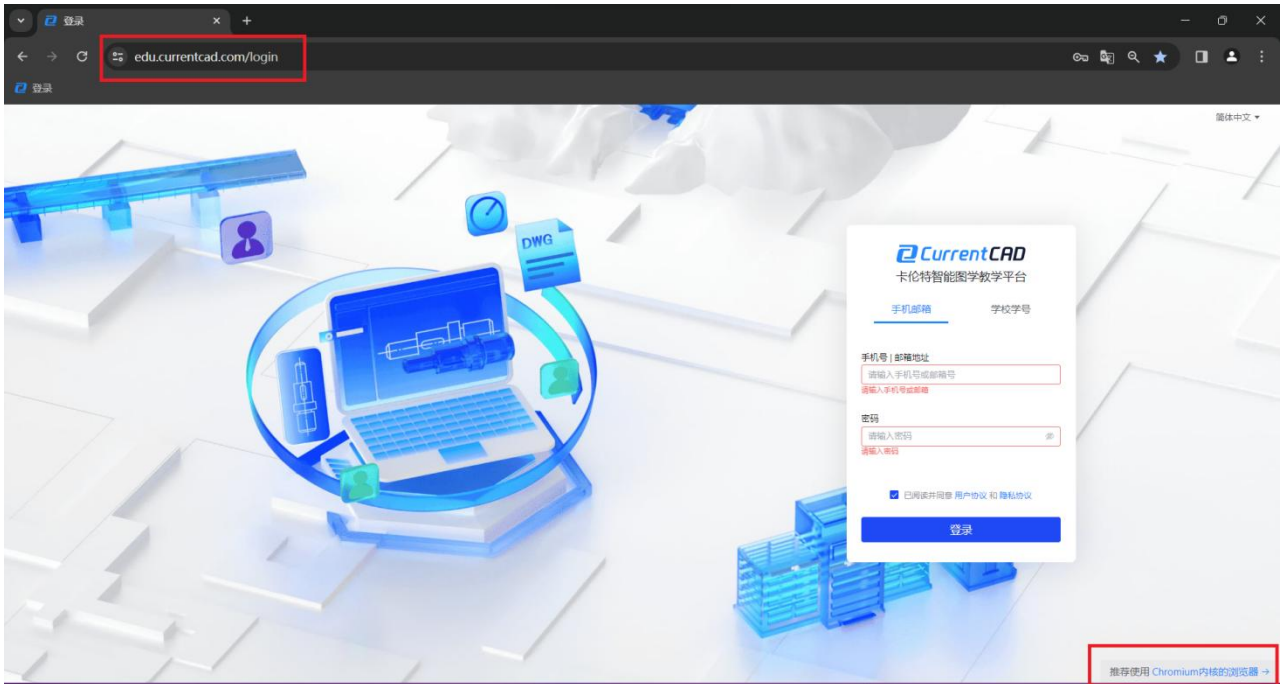 登录
edu.currentcad.com/login
登录
简体中文
DWG
CurrentCAD
卡伦特智能图学教学平台
手机邮箱 学校学号
手机号 | 邮箱地址
请输入手机号或邮箱号
请输入手机号或邮箱
密码
请输入密码
请输入密码
已阅读并同意 用户协议 和 隐私协议
登录
推荐使用 Chromium内核的浏览器 →